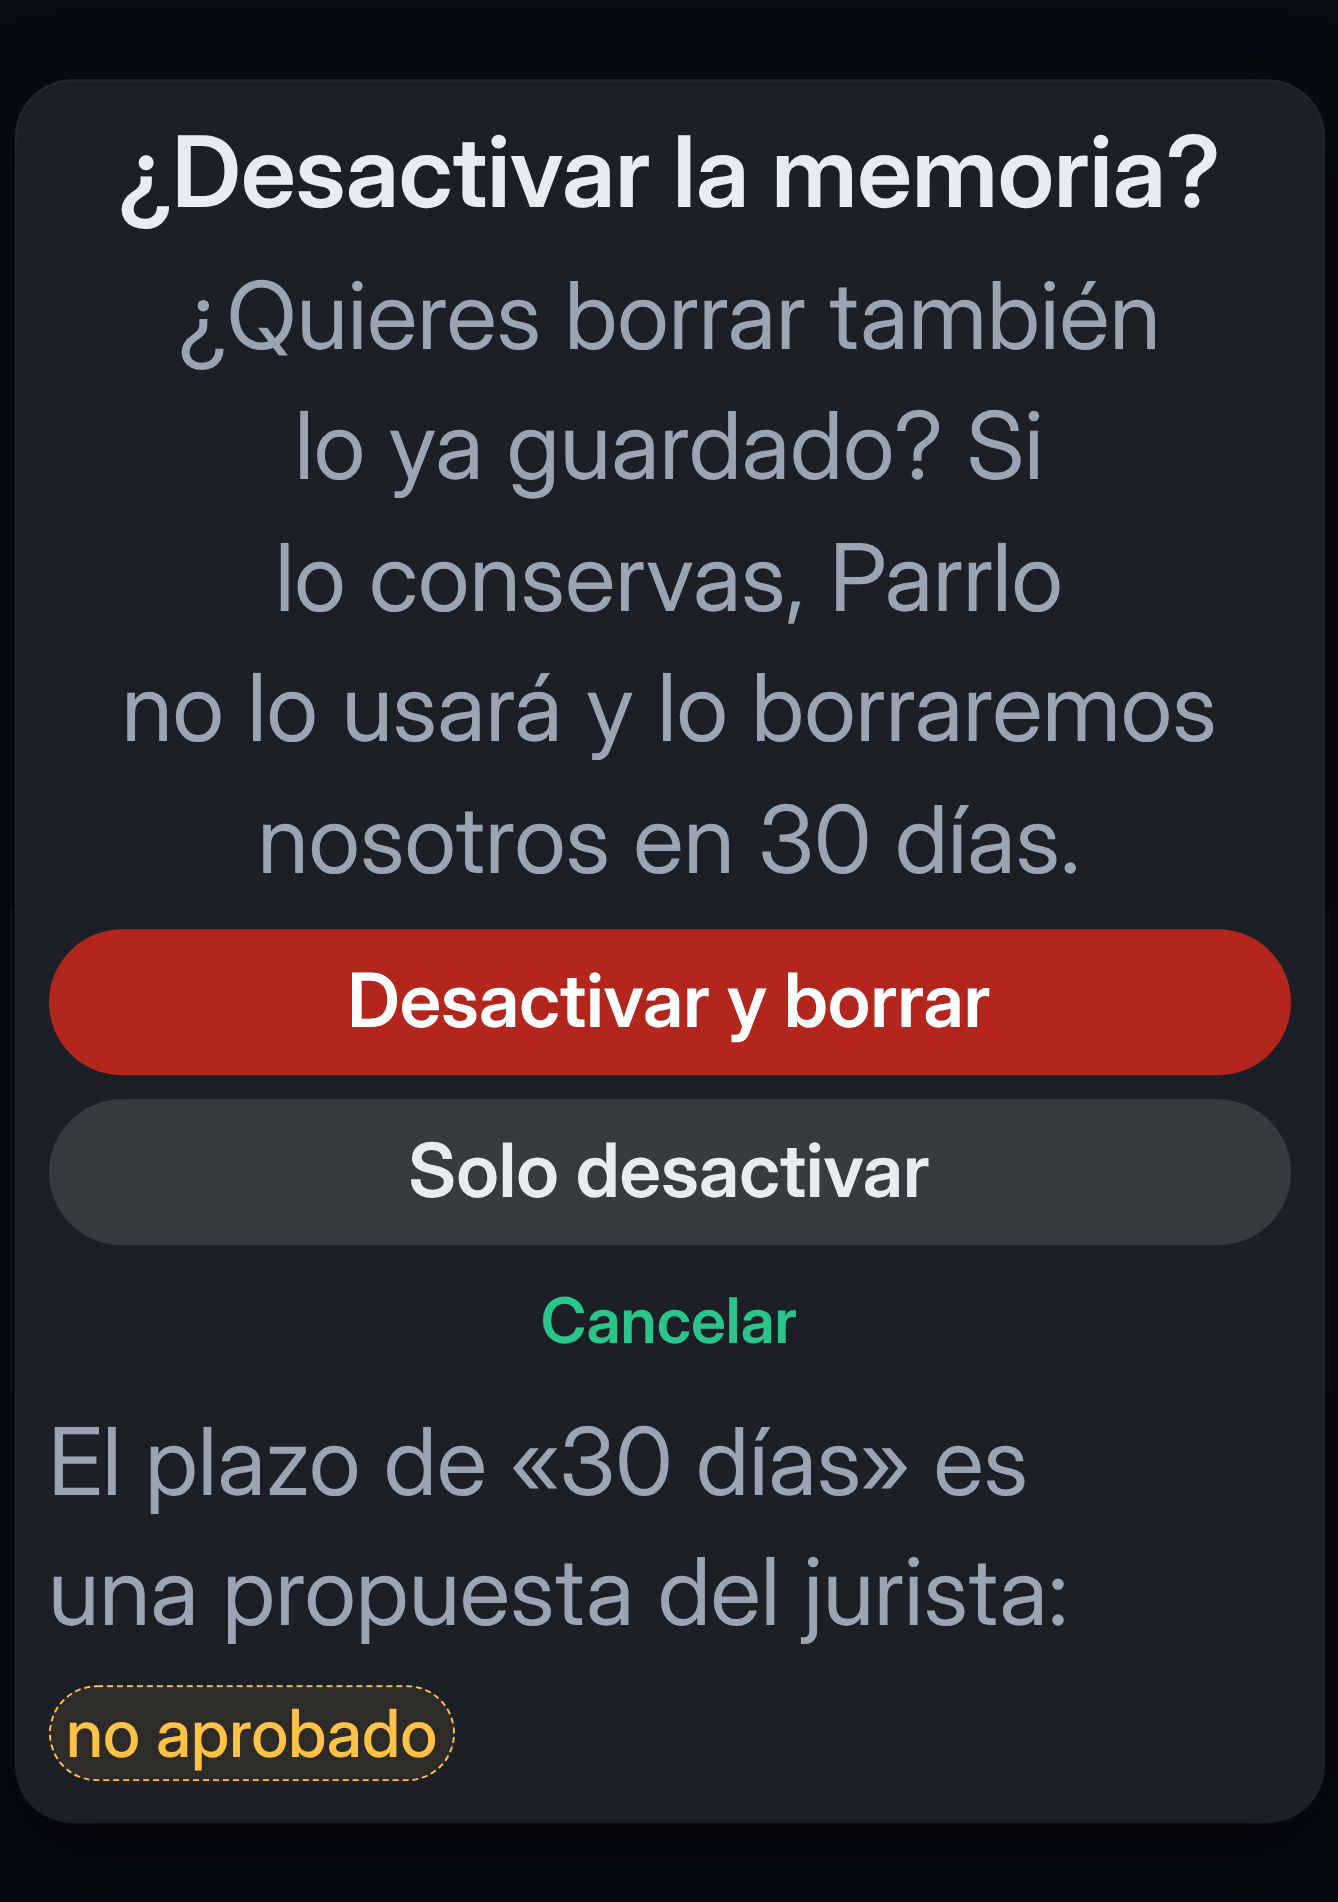 ¿Desactivar la memoria?
¿Quieres borrar también
lo ya guardado? Si
lo conservas, Parrlo
no lo usará y lo borraremos
nosotros en 30 días.
Desactivar y borrar
Solo desactivar
Cancelar
El plazo de «30 días» es
una propuesta del jurista:
no aprobado